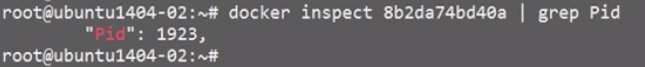 root@ubuntu1404-02:~# docker inspect 8b2da74bd40a | grep Pid
        "Pid": 1923,
root@ubuntu1404-02:~#